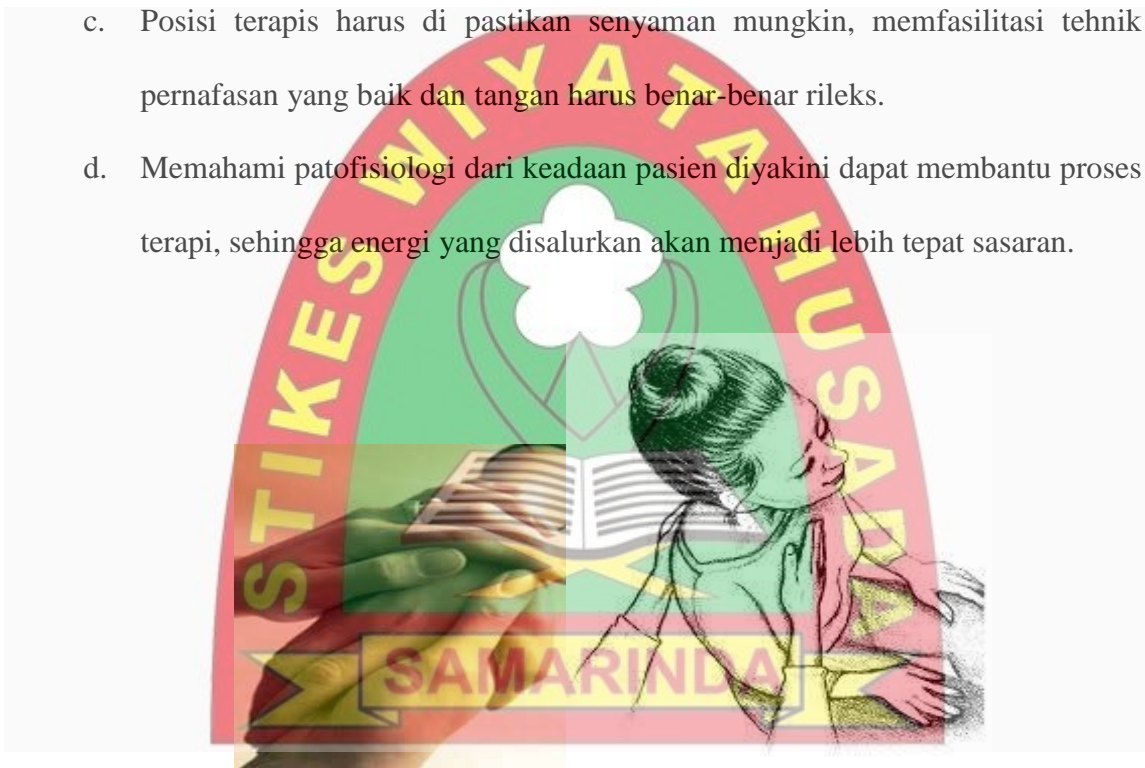 c. Posisi terapis harus di pastikan senyaman mungkin, memfasilitasi tehnik
pernafasan yang baik dan tangan harus benar-benar rileks.
d. Memahami patofisiologi dari keadaan pasien diyakini dapat membantu proses
terapi, sehingga energi yang disalurkan akan menjadi lebih tepat sasaran.
STIKES WIYATA HUSADA
SAMARINDA